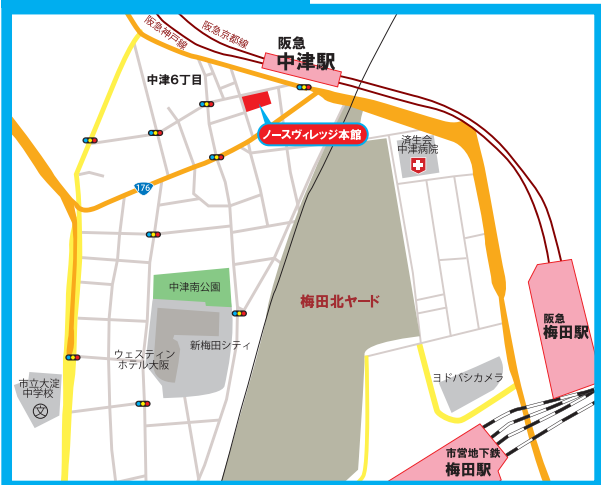 阪急神戸線
阪急京都線
阪急
中津駅
中津6丁目
ノースヴィレッジ本館
済生会
中津病院
176
中津南公園
梅田北ヤード
新梅田シティ
ウェスティン
ホテル大阪
阪急
梅田駅
市立大淀
中学校
文
ヨドバシカメラ
市営地下鉄
梅田駅